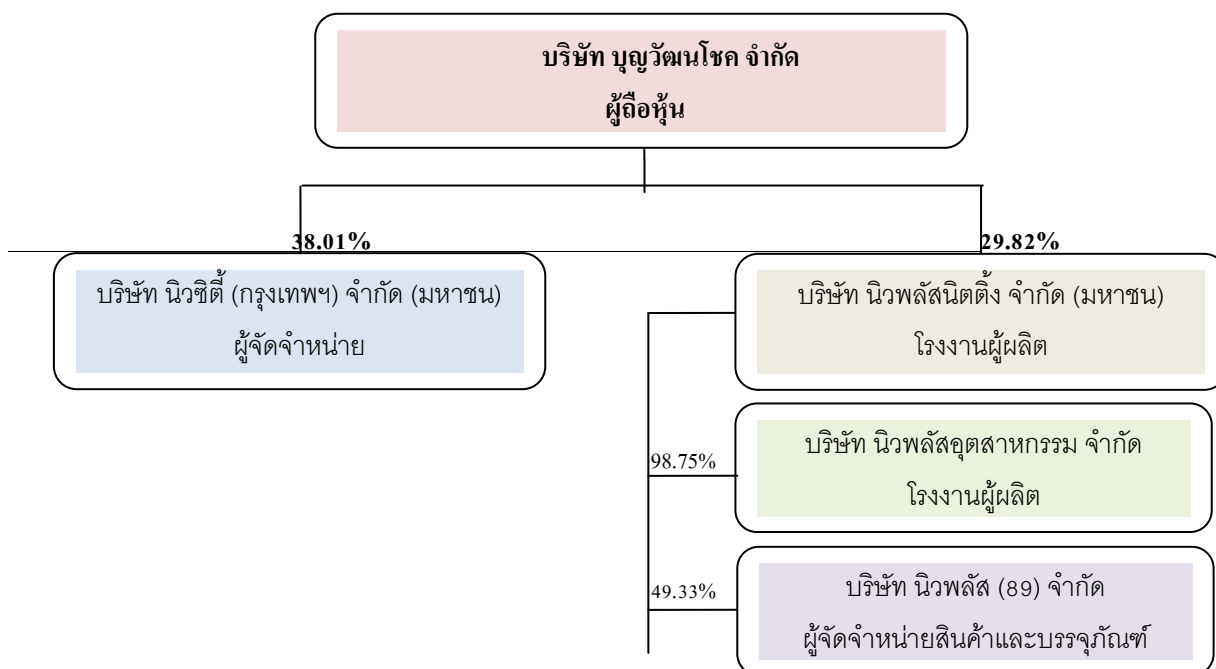 บริษัท บุญวัฒนโชค จำกัด
ผู้ถือหุ้น
38.01%
29.82%
บริษัท นิวซิตี้ (กรุงเทพฯ) จำกัด (มหาชน)
ผู้จัดจำหน่าย
บริษัท นิวพลัสนิตติ้ง จำกัด (มหาชน)
โรงงานผู้ผลิต
98.75%
บริษัท นิวพลัสอุตสาหกรรม จำกัด
โรงงานผู้ผลิต
49.33%
บริษัท นิวพลัส (89) จำกัด
ผู้จัดจำหน่ายสินค้าและบรรจุภัณฑ์